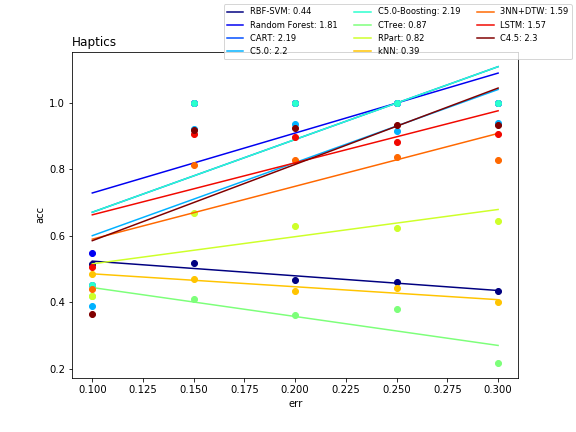 RBF-SVM: 0.44
Random Forest: 1.81
CART: 2.19
C5.0: 2.2
C5.0-Boosting: 2.19
CTree: 0.87
RPart: 0.82
kNN: 0.39
3NN+DTW: 1.59
LSTM: 1.57
C4.5: 2.3
Haptics
acc
1.0
0.8
0.6
0.4
0.2
0.100 0.125 0.150 0.175 0.200 0.225 0.250 0.275 0.300
err